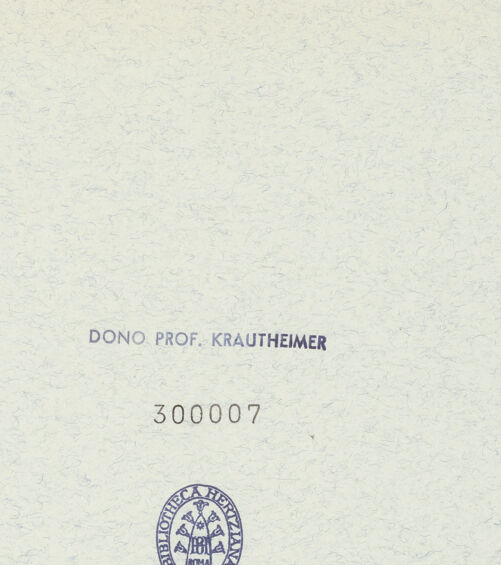 DONO PROF. KRAUTHEIMER
300007
BIBLIOTHECA HERTZIANA
ROMA